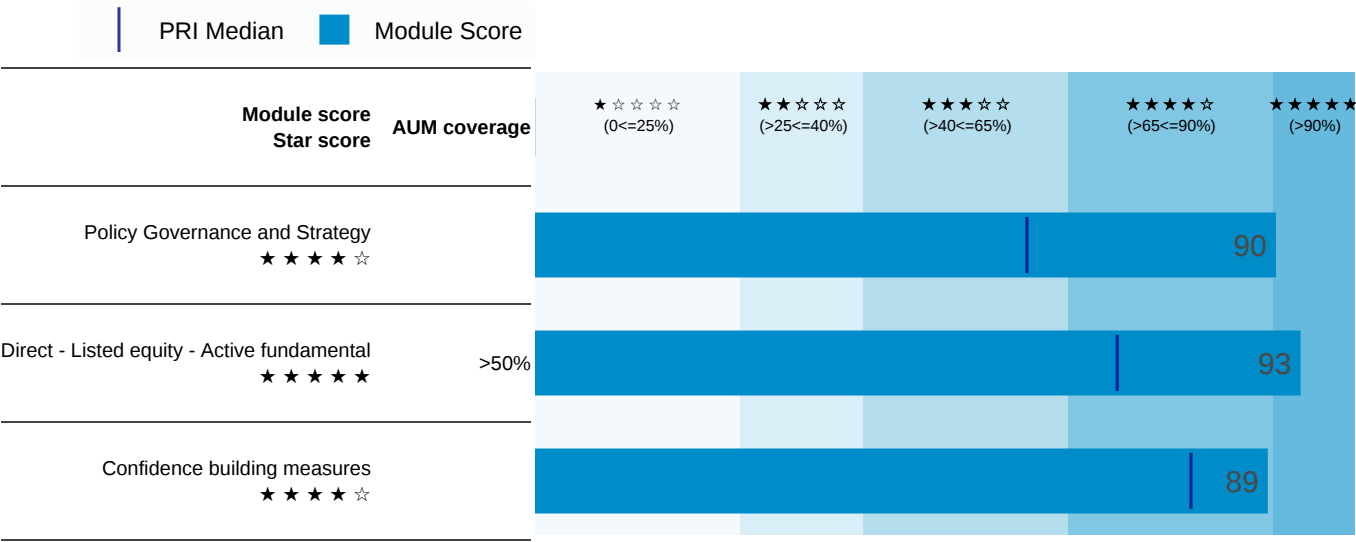 PRI Median Module Score
Module score
Star score
AUM coverage
★☆☆☆☆
(0<=25%)
★★☆☆☆
(>25<=40%)
★★★☆☆
(>40<=65%)
★★★★☆
(>65<=90%)
★★★★★
(>90%)
Policy Governance and Strategy
★★★★☆
90
Direct - Listed equity - Active fundamental
★★★★★
>50%
93
Confidence building measures
★★★★☆
89